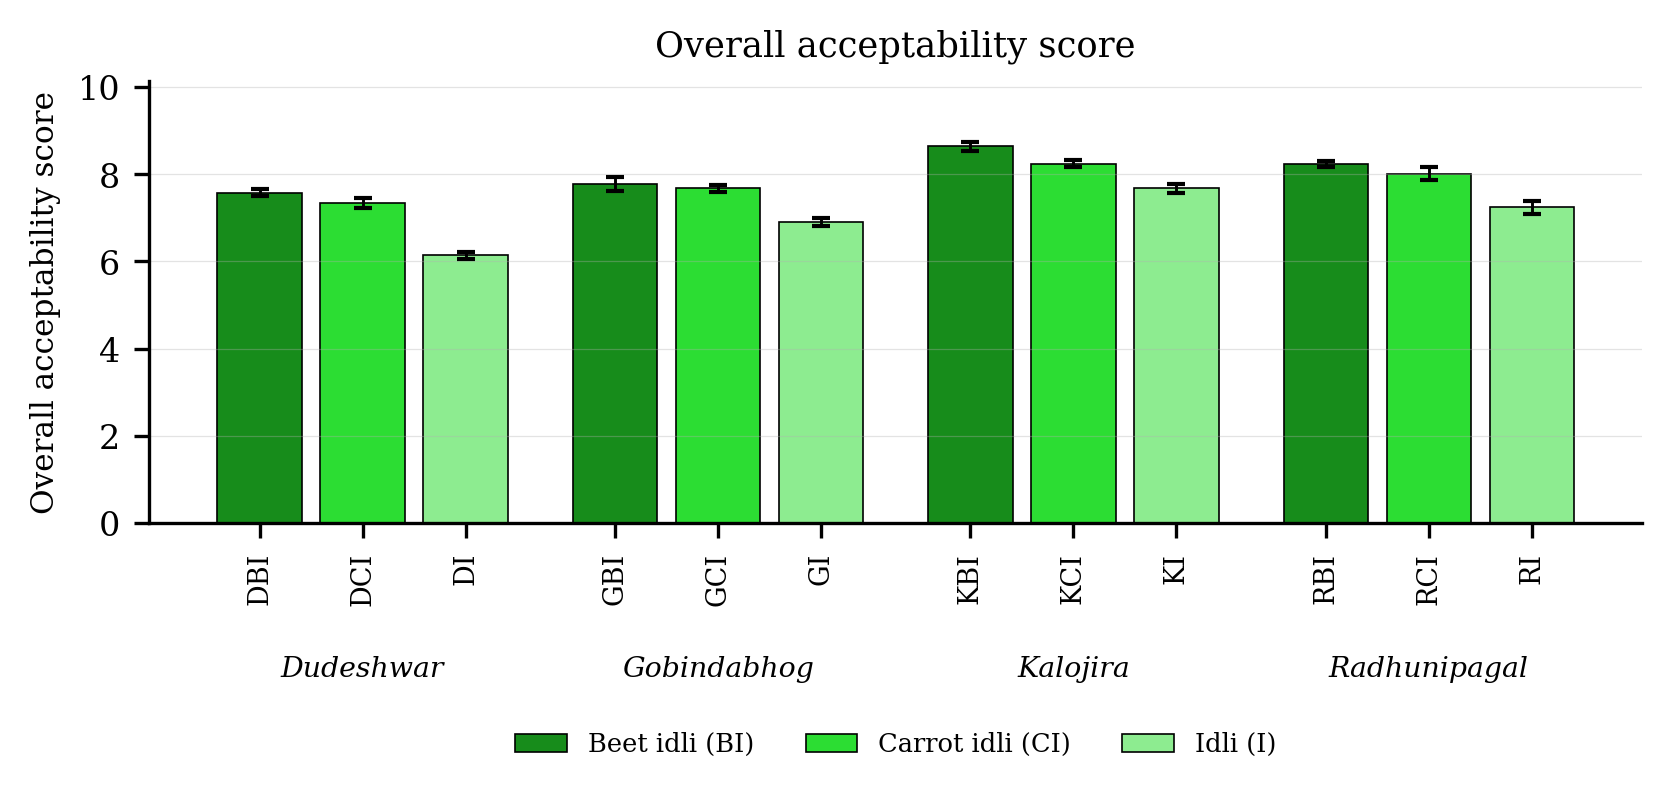 Overall acceptability score
Overall acceptability score
10
8
6
4
2
0
DBI
DCI
DI
GBI
GCI
GI
KBI
KCI
KI
RBI
RCI
RI
Dudeshwar
Gobindabhog
Kalojira
Radhunipagal
Beet idli (BI)
Carrot idli (CI)
Idli (I)